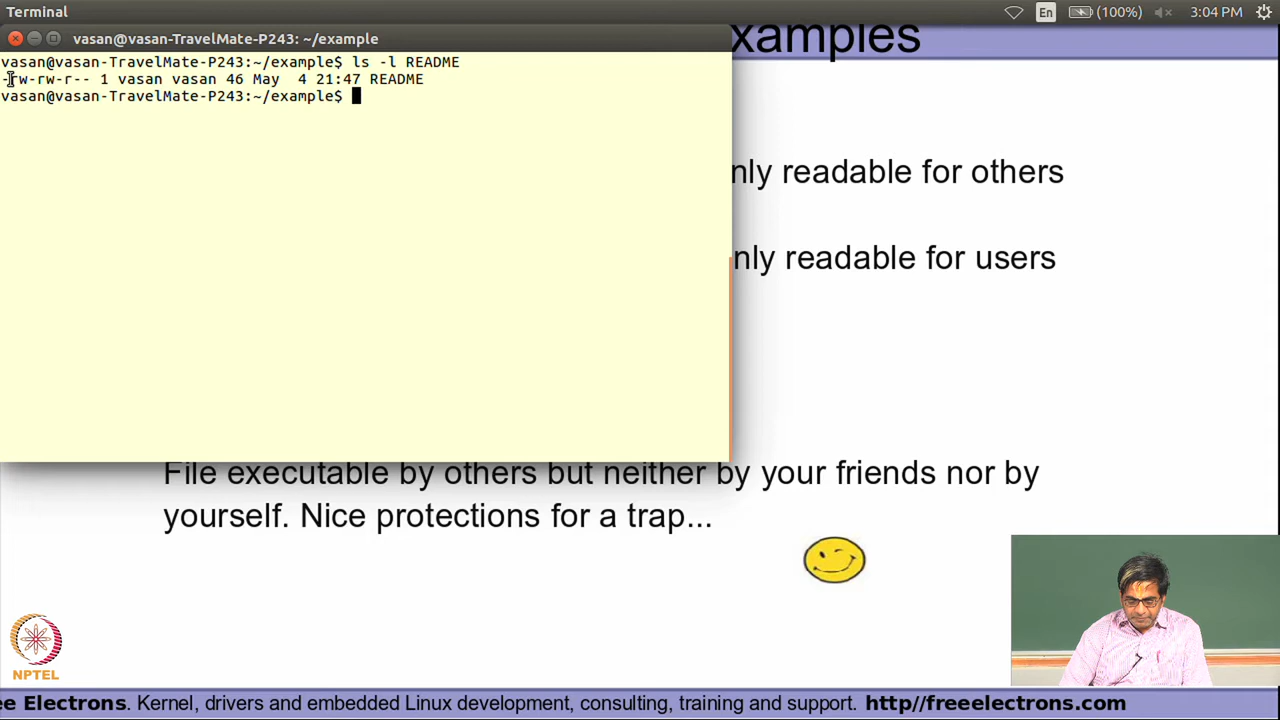 Terminal
En
(100%)
3:04 PM
vasan@vasan-TravelMate-P243: ~/example
xamples
vasan@vasan-TravelMate-P243:~/example$ ls -l README
-rw-rw-r-- 1 vasan vasan 46 May  4 21:47 README
vasan@vasan-TravelMate-P243:~/example$
nly readable for others
nly readable for users
File executable by others but neither by your friends nor by
yourself. Nice protections for a trap...
NPTEL
ee Electrons. Kernel, drivers and embedded Linux development, consulting, training and support. http//freeelectrons.com